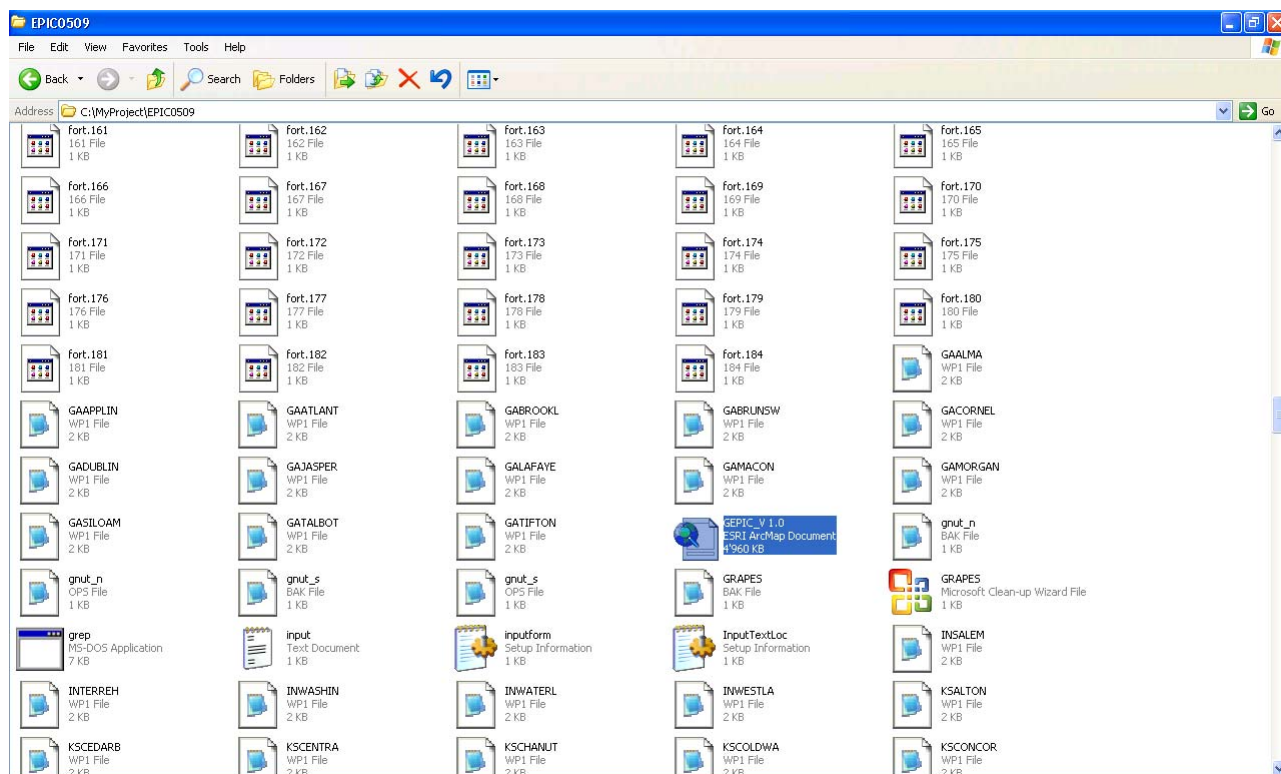 EPIC0509
File Edit View Favorites Tools Help
Back Search Folders
Address C:\MyProject\EPIC0509 Go
fort.161 fort.162 fort.163 fort.164 fort.165
161 File 162 File 163 File 164 File 165 File
1 KB 1 KB 1 KB 1 KB 1 KB
fort.166 fort.167 fort.168 fort.169 fort.170
166 File 167 File 168 File 169 File 170 File
1 KB 1 KB 1 KB 1 KB 1 KB
fort.171 fort.172 fort.173 fort.174 fort.175
171 File 172 File 173 File 174 File 175 File
1 KB 1 KB 1 KB 1 KB 1 KB
fort.176 fort.177 fort.178 fort.179 fort.180
176 File 177 File 178 File 179 File 180 File
1 KB 1 KB 1 KB 1 KB 1 KB
fort.181 fort.182 fort.183 fort.184 GAALMA
181 File 182 File 183 File 184 File WP1 File
1 KB 1 KB 1 KB 1 KB 2 KB
GAAPPLIN GAATLANT GABROOKL GABRUNSW GACORNEL
WP1 File WP1 File WP1 File WP1 File WP1 File
2 KB 2 KB 2 KB 2 KB 2 KB
GADUBLIN GAJASPER GALAFAYE GAMACON GAMORGAN
WP1 File WP1 File WP1 File WP1 File WP1 File
2 KB 2 KB 2 KB 2 KB 2 KB
GASILOAM GATALBOT GATIFTON GEPIC_V 1.0 gnut_n
WP1 File WP1 File WP1 File ESRI ArcMap Document BAK File
2 KB 2 KB 2 KB 4'960 KB 1 KB
gnut_n gnut_s gnut_s GRAPES GRAPES
OPS File BAK File OPS File BAK File Microsoft Clean-up Wizard File
1 KB 1 KB 1 KB 1 KB 1 KB
grep input inputform InputTextLoc INSALEM
MS-DOS Application Text Document Setup Information Setup Information WP1 File
7 KB 1 KB 1 KB 1 KB 2 KB
INTERREH INWASHIN INWATERL INWESTLA KSALTON
WP1 File WP1 File WP1 File WP1 File WP1 File
2 KB 2 KB 2 KB 2 KB 2 KB
KSCEDARB KSCENTRA KSCHANUT KSCOLDWA KSCONCOR
WP1 File WP1 File WP1 File WP1 File WP1 File
2 KB 2 KB 2 KB 2 KB 2 KB